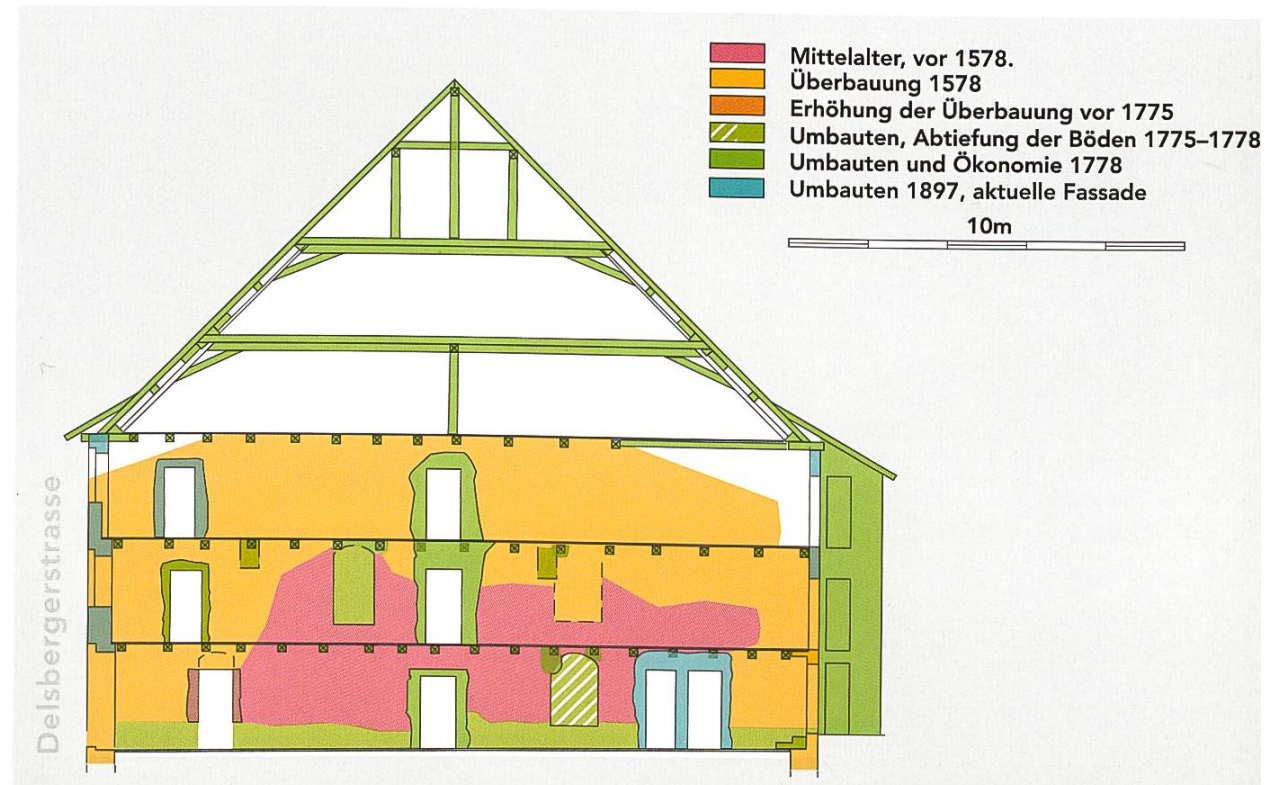 Mittelalter, vor 1578.
Überbauung 1578
Erhöhung der Überbauung vor 1775
Umbauten, Abtiefung der Böden 1775–1778
Umbauten und Ökonomie 1778
Umbauten 1897, aktuelle Fassade
10m
Delsbergerstrasse